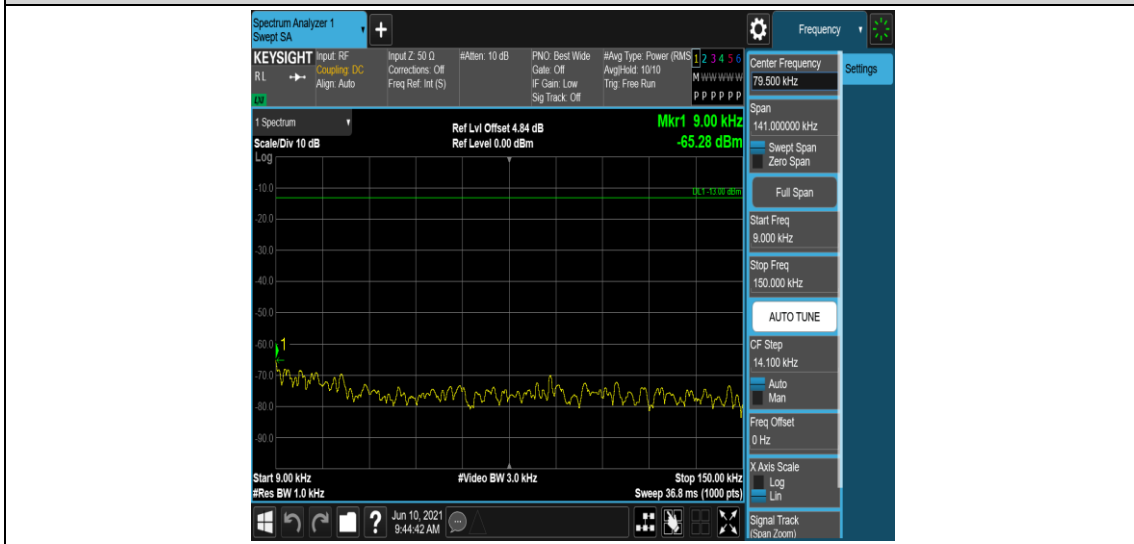 Spectrum Analyzer 1
Swept SA
+
Frequency
KEYSIGHT
RL
LXI
Input: RF
Coupling: DC
Align: Auto
Input Z: 50 Ω
Corrections: Off
Freq Ref: Int (S)
#Atten: 10 dB
PNO: Best Wide
Gate: Off
IF Gain: Low
Sig Track: Off
#Avg Type: Power (RMS
Avg|Hold: 10/10
Trig: Free Run
1 2 3 4 5 6
M W W W W W
P P P P P P
Center Frequency
79.500 kHz
Settings
Span
141.000000 kHz
Swept Span
Zero Span
Full Span
Start Freq
9.000 kHz
Stop Freq
150.000 kHz
AUTO TUNE
CF Step
14.100 kHz
Auto
Man
Freq Offset
0 Hz
X Axis Scale
Log
Lin
Signal Track
(Span Zoom)
1 Spectrum
Scale/Div 10 dB
Log
Ref Lvl Offset 4.84 dB
Ref Level 0.00 dBm
Mkr1 9.00 kHz
-65.28 dBm
DL1 -13.00 dBm
-10.0
-20.0
-30.0
-40.0
-50.0
-60.0
1
-70.0
-80.0
-90.0
Start 9.00 kHz
#Res BW 1.0 kHz
#Video BW 3.0 kHz
Stop 150.00 kHz
Sweep 36.8 ms (1000 pts)
?
Jun 10, 2021
9:44:42 AM